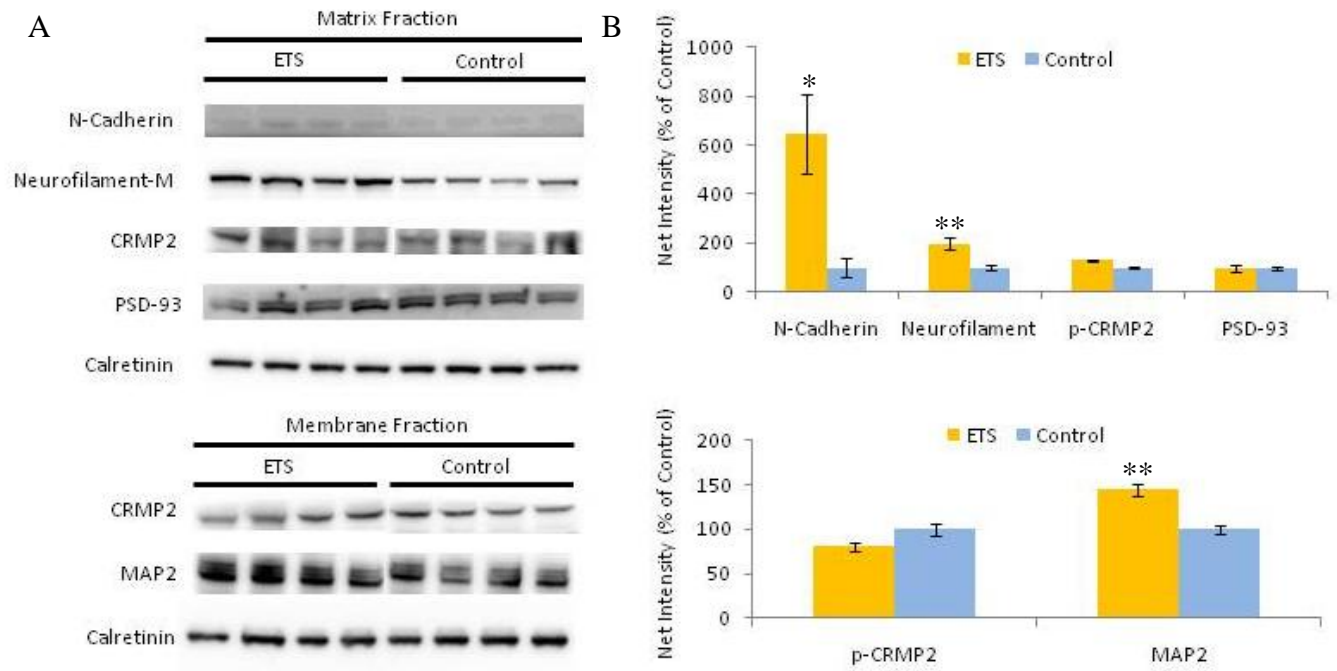 A
Matrix Fraction
ETS Control
N-Cadherin
Neurofilament-M
CRMP2
PSD-93
Calretinin
Membrane Fraction
ETS Control
CRMP2
MAP2
Calretinin
B
Net Intensity (% of Control)
1000
800
600
400
200
0
ETS Control
*
**
N-Cadherin Neurofilament p-CRMP2 PSD-93
Net Intensity (% of Control)
200
150
100
50
0
ETS Control
**
p-CRMP2 MAP2